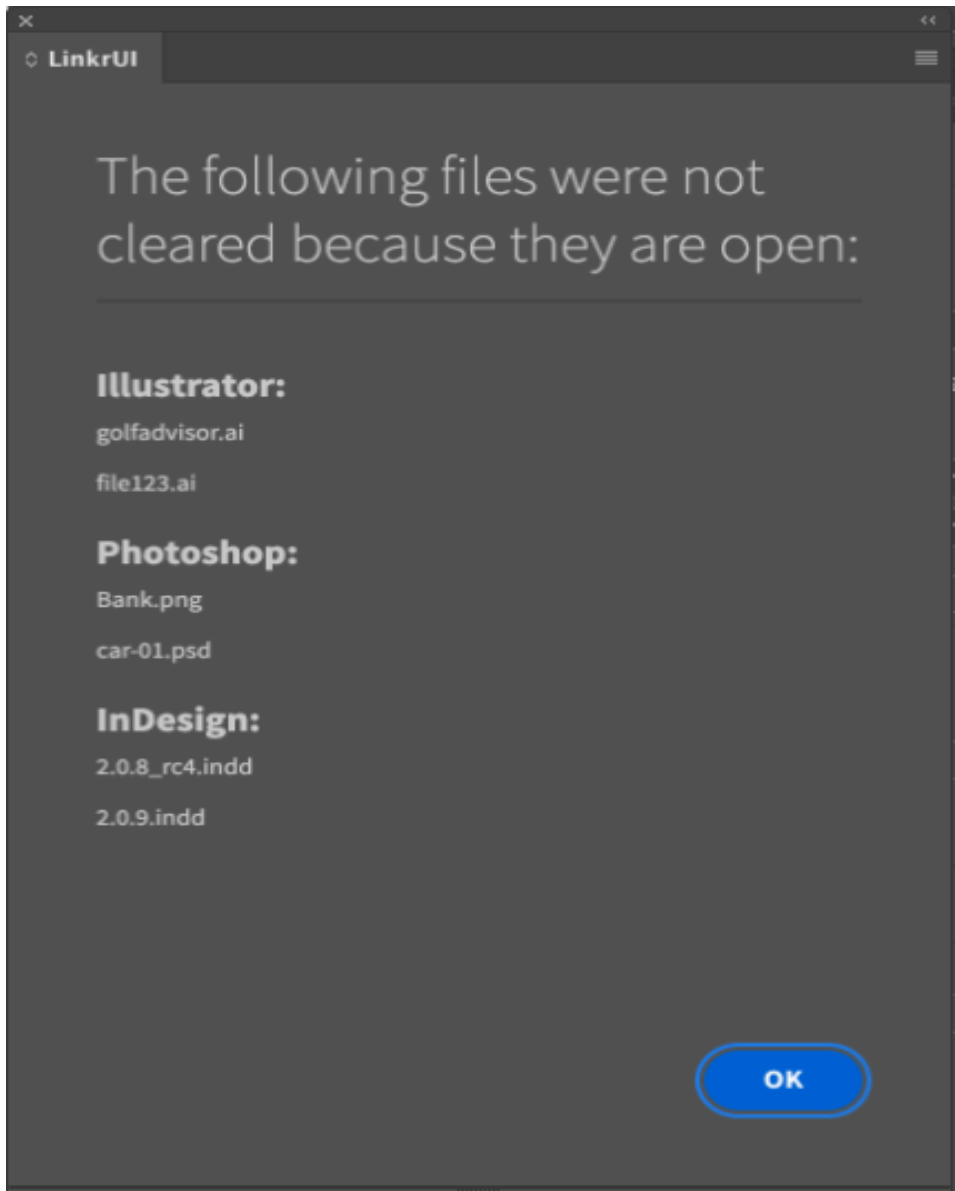 LinkrUI
The following files were not
cleared because they are open:
Illustrator:
golfadvisor.ai
file123.ai
Photoshop:
Bank.png
car-01.psd
InDesign:
2.0.8_rc4.indd
2.0.9.indd
OK